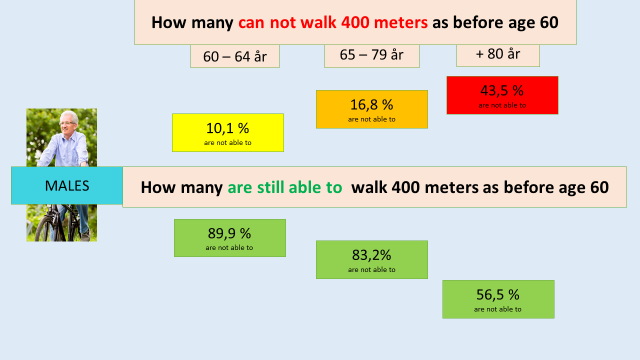 How many can not walk 400 meters as before age 60
60 – 64 år
65 – 79 år
+ 80 år
43,5 %
are not able to
16,8 %
are not able to
10,1 %
are not able to
MALES
How many are still able to walk 400 meters as before age 60
89,9 %
are not able to
83,2%
are not able to
56,5 %
are not able to